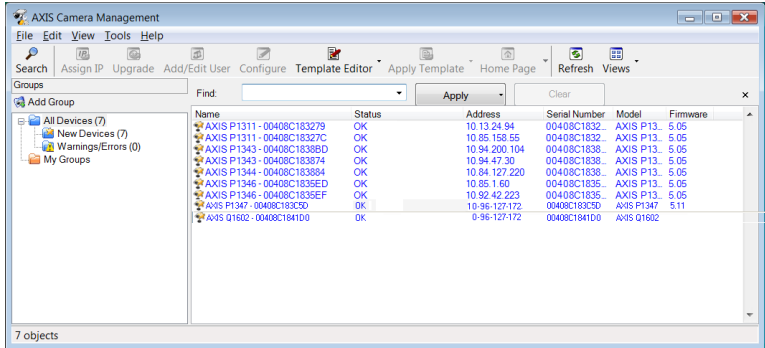 AXIS Camera Management
File Edit View Tools Help
Search Assign IP Upgrade Add/Edit User Configure Template Editor Apply Template Home Page Refresh Views
Groups
Find: Apply Clear
Add Group
Name Status Address Serial Number Model Firmware
All Devices (7)
New Devices (7)
Warnings/Errors (0)
My Groups
AXIS P1311 - 00408C183279 OK 10.13.24.94 00408C1832... AXIS P13... 5.05
AXIS P1311 - 00408C18327C OK 10.85.158.55 00408C1832... AXIS P13... 5.05
AXIS P1343 - 00408C1838BD OK 10.94.200.104 00408C1838... AXIS P13... 5.05
AXIS P1343 - 00408C183874 OK 10.94.47.30 00408C1838... AXIS P13... 5.05
AXIS P1344 - 00408C183884 OK 10.84.127.220 00408C1838... AXIS P13... 5.05
AXIS P1346 - 00408C1835ED OK 10.85.1.60 00408C1835... AXIS P13... 5.05
AXIS P1346 - 00408C1835EF OK 10.92.42.223 00408C1835... AXIS P13... 5.05
AXIS P1347 - 00408C183C5D OK 10-96-127-172 00408C183C5D AXIS P1347 5.11
AXIS Q1602 - 00408C1841D0 OK 0-96-127-172 00408C1841D0 AXIS Q1602
7 objects